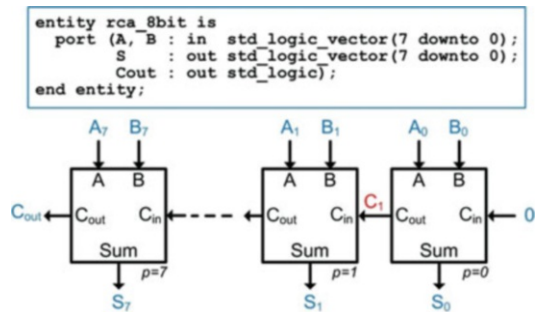 entity rca_8bit is
port (A, B : in std_logic_vector(7 downto 0);
S : out std_logic_vector(7 downto 0);
Cout : out std_logic);
end entity;
A7 B7 A1 B1 A0 B0
A B A B A B
Cout Cout Cin Cout Cin C1 Cout Cin 0
Sum Sum Sum
p=7 p=1 p=0
S7 S1 S0